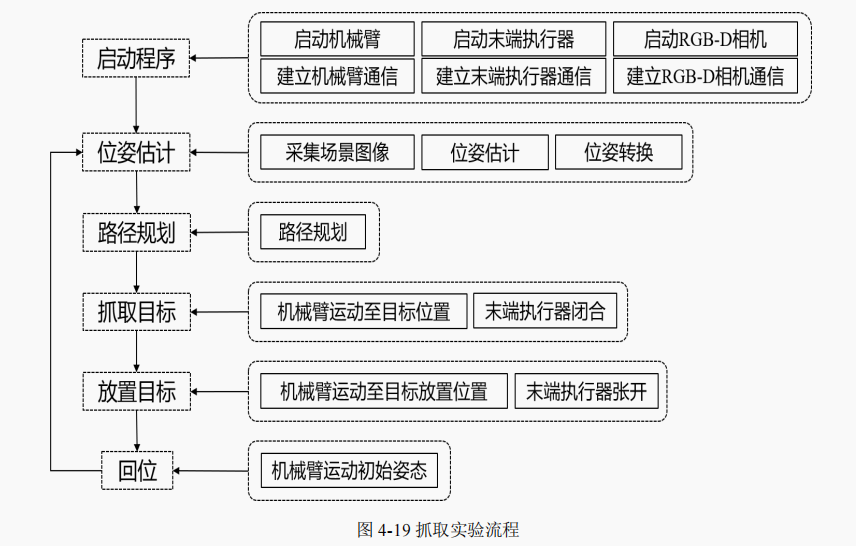 启动程序
启动机械臂 启动末端执行器 启动RGB-D相机
建立机械臂通信 建立末端执行器通信 建立RGB-D相机通信
位姿估计
采集场景图像 位姿估计 位姿转换
路径规划
路径规划
抓取目标
机械臂运动至目标位置 末端执行器闭合
放置目标
机械臂运动至目标放置位置 末端执行器张开
回位
机械臂运动初始姿态
图 4-19 抓取实验流程